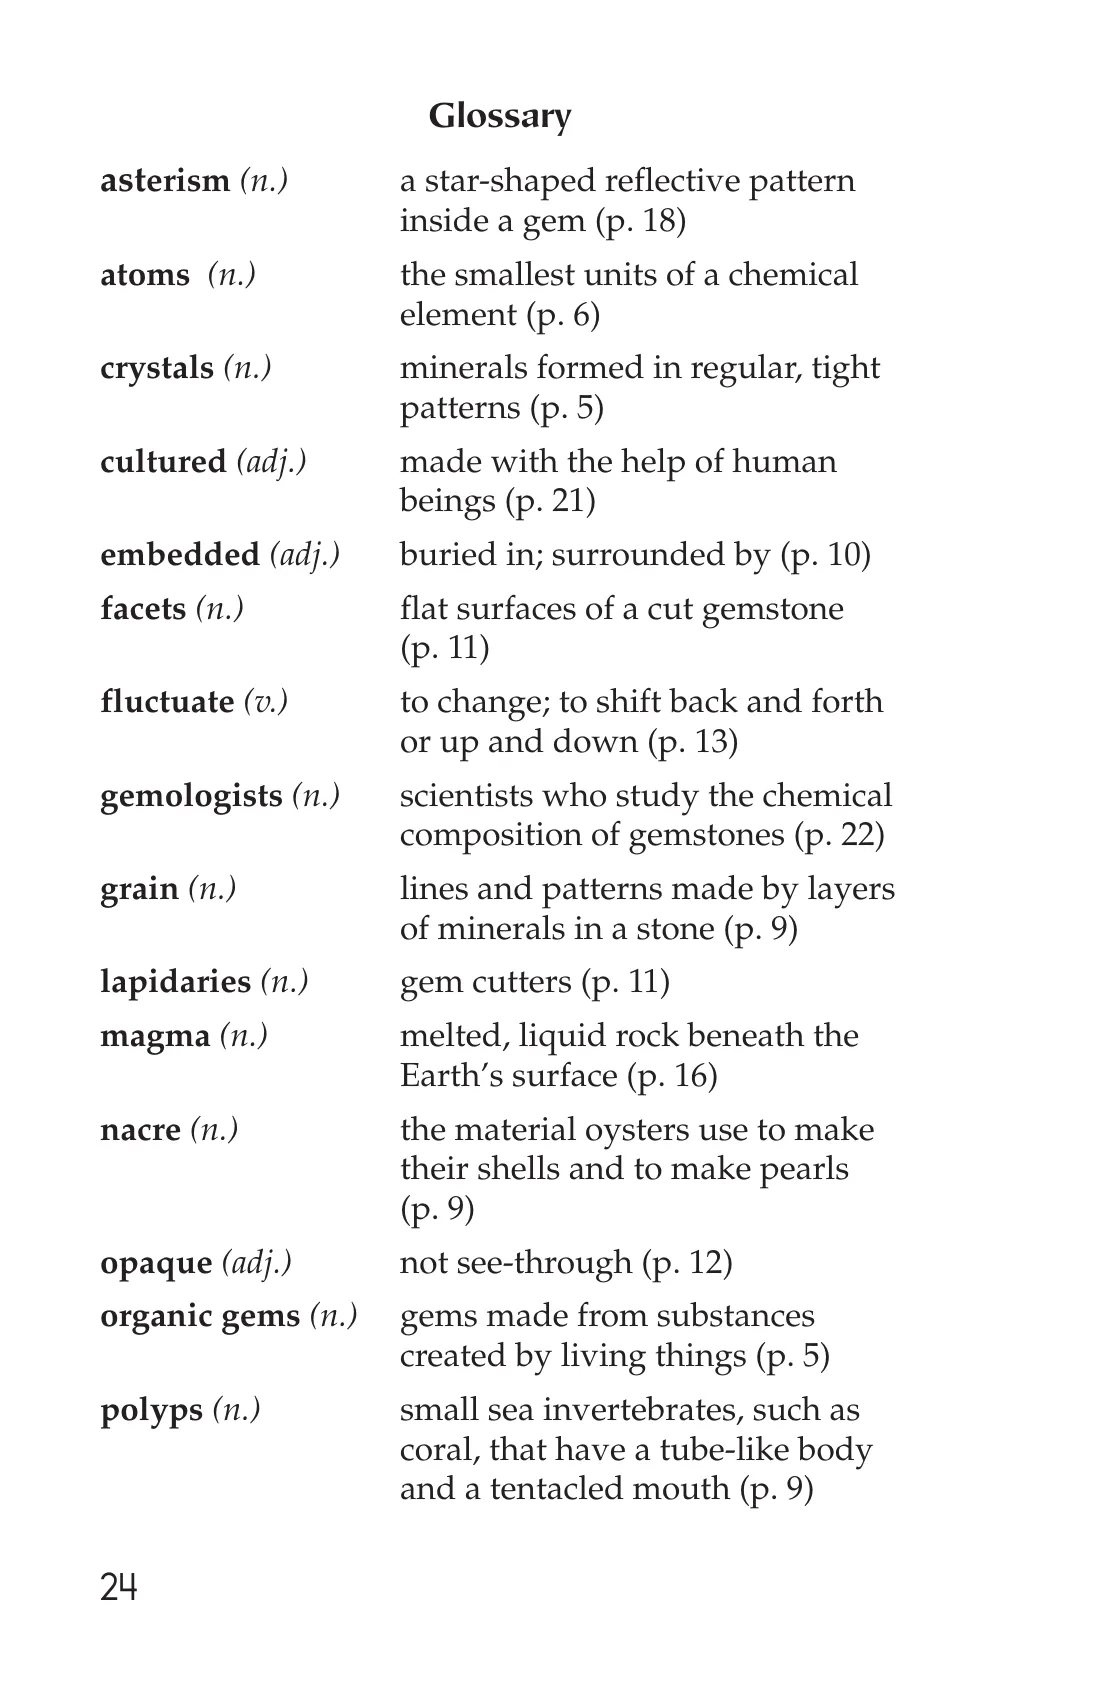 Glossary
asterism (n.) a star-shaped reflective pattern
inside a gem (p. 18)
atoms (n.) the smallest units of a chemical
element (p. 6)
crystals (n.) minerals formed in regular, tight
patterns (p. 5)
cultured (adj.) made with the help of human
beings (p. 21)
embedded (adj.) buried in; surrounded by (p. 10)
facets (n.) flat surfaces of a cut gemstone
(p. 11)
fluctuate (v.) to change; to shift back and forth
or up and down (p. 13)
gemologists (n.) scientists who study the chemical
composition of gemstones (p. 22)
grain (n.) lines and patterns made by layers
of minerals in a stone (p. 9)
lapidaries (n.) gem cutters (p. 11)
magma (n.) melted, liquid rock beneath the
Earth’s surface (p. 16)
nacre (n.) the material oysters use to make
their shells and to make pearls
(p. 9)
opaque (adj.) not see-through (p. 12)
organic gems (n.) gems made from substances
created by living things (p. 5)
polyps (n.) small sea invertebrates, such as
coral, that have a tube-like body
and a tentacled mouth (p. 9)
24